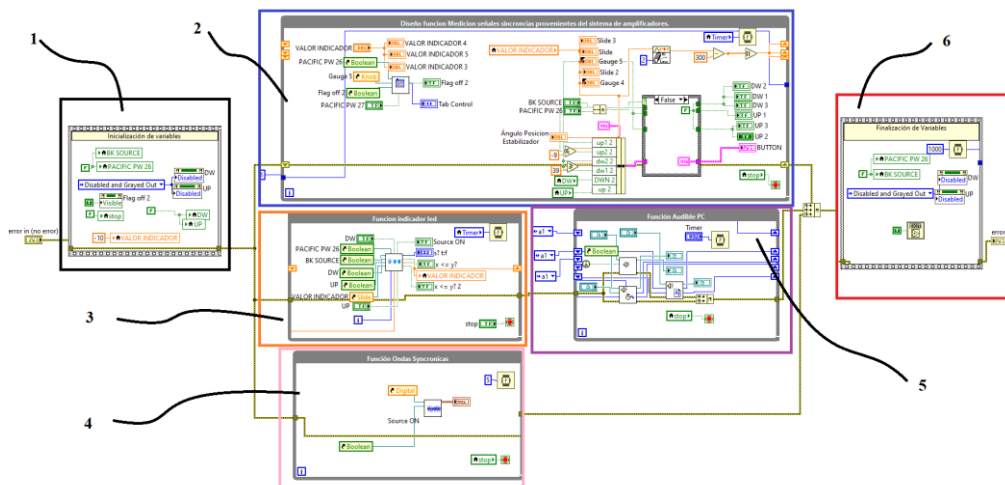 1
Inicialización de variables
BK SOURCE
PACIFIC PW 26
Disabled and Grayed Out
Disabled
DW
UP
Disabled
Flag off 2
Visible
stop
DW
UP
-10
VALOR INDICADOR
error in (no error)
2
Diseño funcion Medicion señales sincronicas provenientes del sistema de amplificadores.
VALOR INDICADOR
VALOR INDICADOR 4
VALOR INDICADOR 5
VALOR INDICADOR 3
PACIFIC PW 26
Boolean
Gauge 5
Knob
Flag off 2
Boolean
PACIFIC PW 27
Flag off 2
Tab Control
VALOR INDICADOR
Slide 3
Slide
Gauge 5
Slide 2
Gauge 4
Timer
300
BK SOURCE
PACIFIC PW 26
False
DW 2
DW 1
DW 3
UP 1
UP 3
UP 2
BUTTON
Ángulo Posicion
Estabilizador
-9
39
DW
UP
up1 2
up2 2
dw2 2
dw1 2
DWN 2
up 2
stop
3
Funcion indicador led
DW
PACIFIC PW 26
Boolean
BK SOURCE
Boolean
DW
Boolean
UP
Boolean
VALOR INDICADOR
Slide
UP
Timer
Source ON
s? t:f
x <= y?
VALOR INDICADOR
x <= y? 2
stop
4
Función Ondas Syncronicas
Digital
Source ON
Boolean
5
stop
5
Función Audible PC
a1
a1
Boolean
Timer
stop
6
Finalización de Variables
1000
PACIFIC PW 26
BK SOURCE
Disabled and Grayed Out
Disabled
DW
UP
Disabled
error